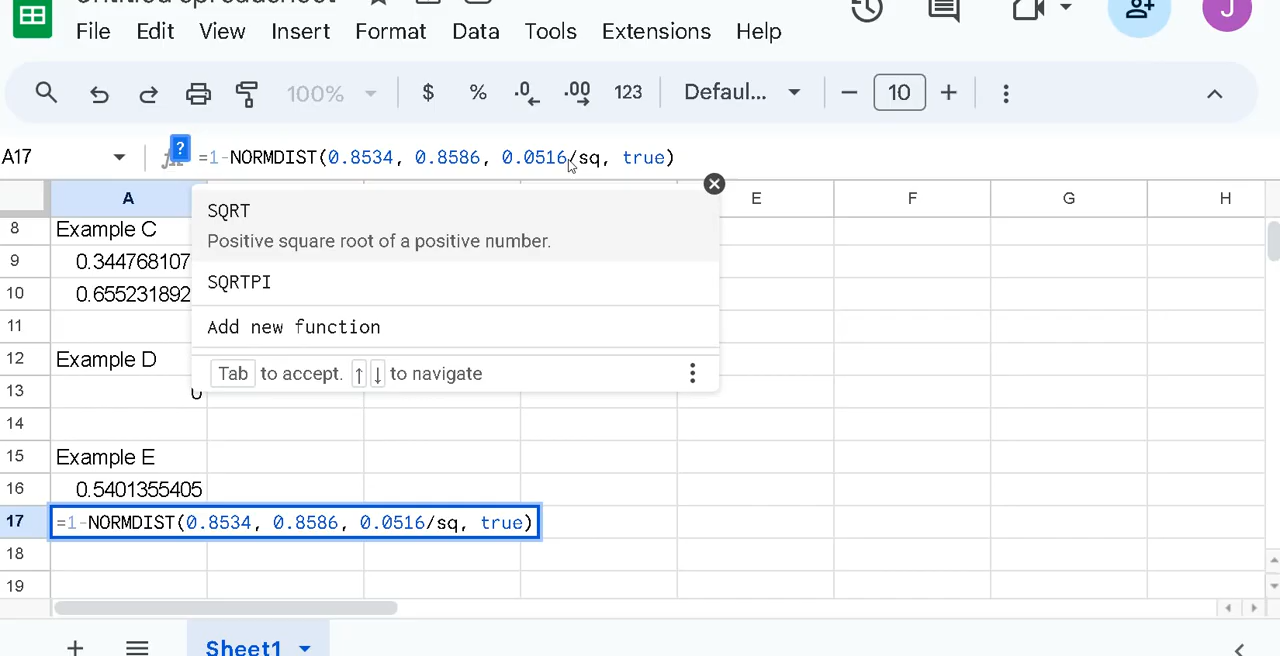 Untitled spreadsheet
J
File Edit View Insert Format Data Tools Extensions Help
100% $ % .0 .00 123 Defaul... 10
A17 ? =1-NORMDIST(0.8534, 0.8586, 0.0516/sq, true)
A E F G H
SQRT
Positive square root of a positive number.
SQRTPI
Add new function
Tab to accept. ↑ ↓ to navigate
8 Example C
9 0.344768107
10 0.655231892
11
12 Example D
13 0
14
15 Example E
16 0.5401355405
17 =1-NORMDIST(0.8534, 0.8586, 0.0516/sq, true)
18
19
Sheet1